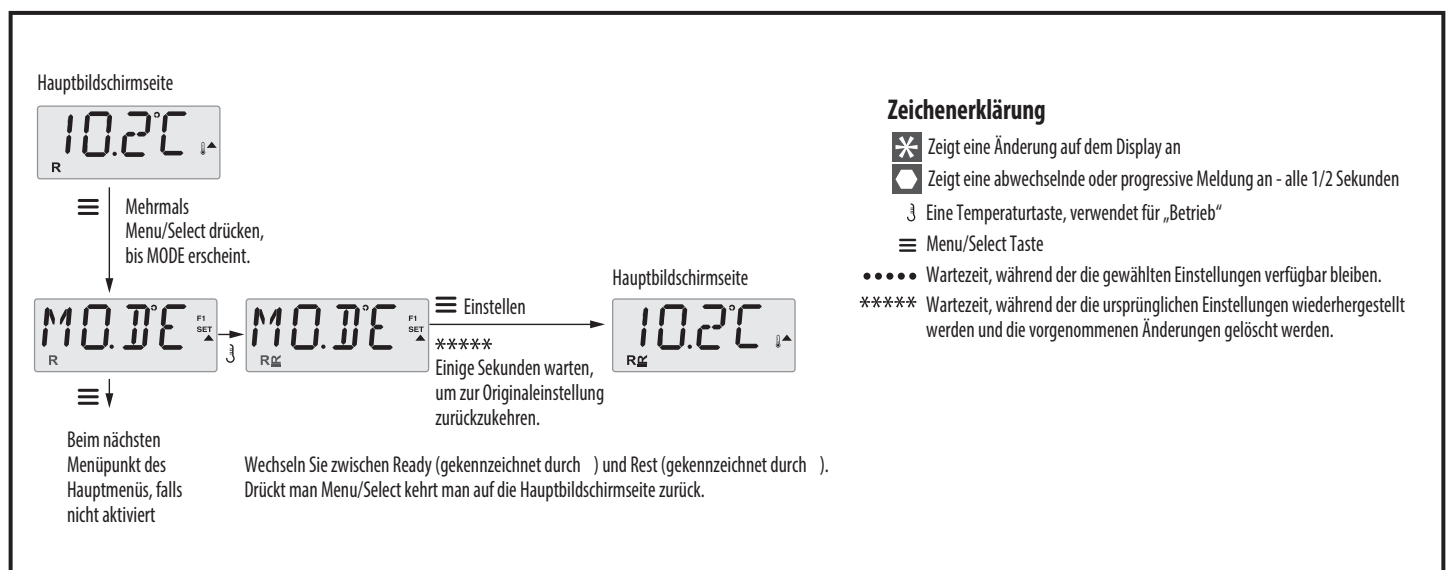 Hauptbildschirmseite
10.2°C
R
Mehrmals
Menu/Select drücken,
bis MODE erscheint.
MO.DE
F1
SET
R
MO.DE
F1
SET
R
Einstellen
*****
Einige Sekunden warten,
um zur Originaleinstellung
zurückzukehren.
Hauptbildschirmseite
10.2°C
R
Beim nächsten
Menüpunkt des
Hauptmenüs, falls
nicht aktiviert
Wechseln Sie zwischen Ready (gekennzeichnet durch ) und Rest (gekennzeichnet durch ).
Drückt man Menu/Select kehrt man auf die Hauptbildschirmseite zurück.
Zeichenerklärung
Zeigt eine Änderung auf dem Display an
Zeigt eine abwechselnde oder progressive Meldung an - alle 1/2 Sekunden
Eine Temperaturtaste, verwendet für „Betrieb“
Menu/Select Taste
••••• Wartezeit, während der die gewählten Einstellungen verfügbar bleiben.
***** Wartezeit, während der die ursprünglichen Einstellungen wiederhergestellt
werden und die vorgenommenen Änderungen gelöscht werden.